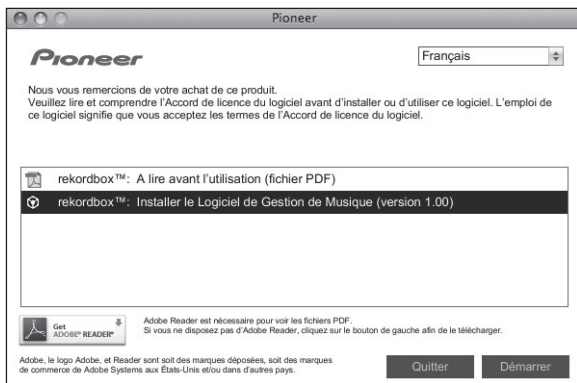 Pioneer
Pioneer
Français
Nous vous remercions de votre achat de ce produit.
Veuillez lire et comprendre l'Accord de licence du logiciel avant d'installer ou d'utiliser ce logiciel. L'emploi de
ce logiciel signifie que vous acceptez les termes de l'Accord de licence du logiciel.
rekordbox™: A lire avant l'utilisation (fichier PDF)
rekordbox™: Installer le Logiciel de Gestion de Musique (version 1.00)
Get
ADOBE® READER®
Adobe Reader est nécessaire pour voir les fichiers PDF.
Si vous ne disposez pas d'Adobe Reader, cliquez sur le bouton de gauche afin de le télécharger.
Adobe, le logo Adobe, et Reader sont soit des marques déposées, soit des marques
de commerce de Adobe Systems aux États-Unis et/ou dans d'autres pays.
Quitter
Démarrer